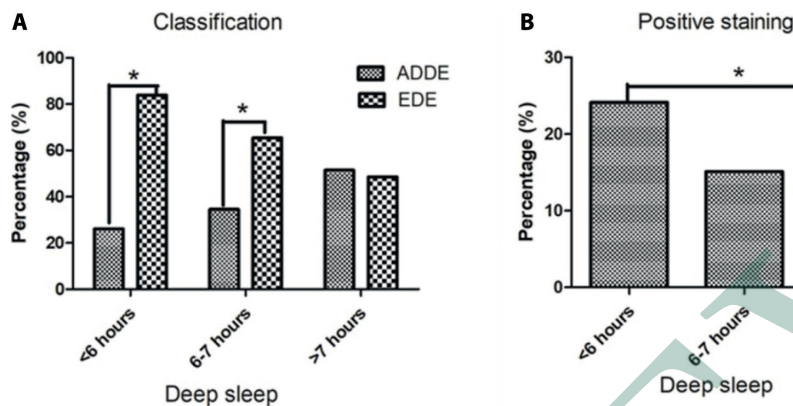 A
Classification
100
80
60
40
20
0
Percentage (%)
*
*
ADDE
EDE
<6 hours
6-7 hours
>7 hours
Deep sleep
B
Positive staining
30
20
10
0
Percentage (%)
*
<6 hours
6-7 hours
Deep sleep